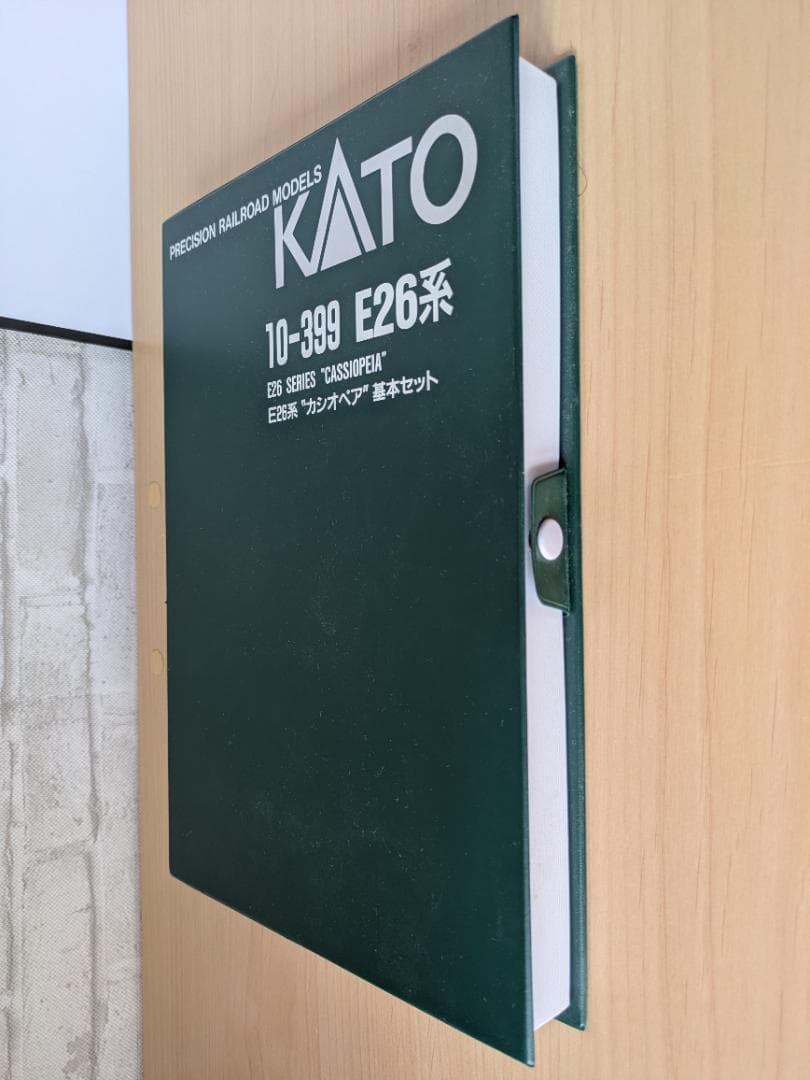 PRECISION RAILROAD MODELS
KATO
10-399 E26系
E26 SERIES "CASSIOPEIA"
E26系 "カシオペア" 基本セット